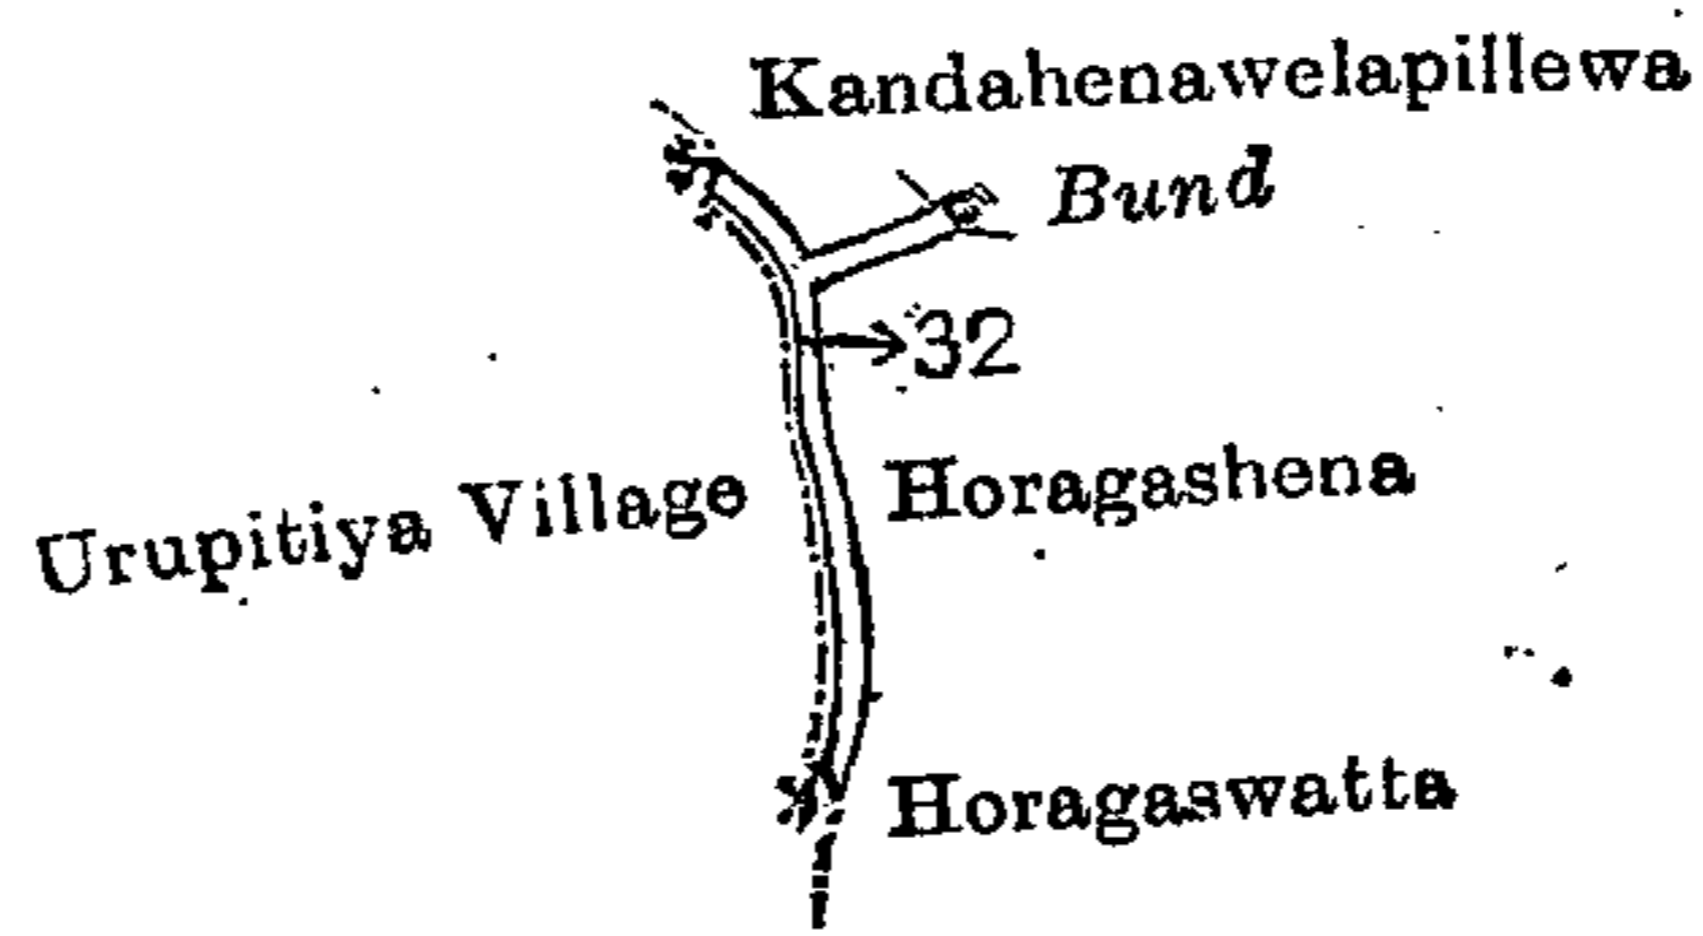 Kandahenawelapillewa
Bund
32
Horagashena
Urupitiya Village
Horagaswatta